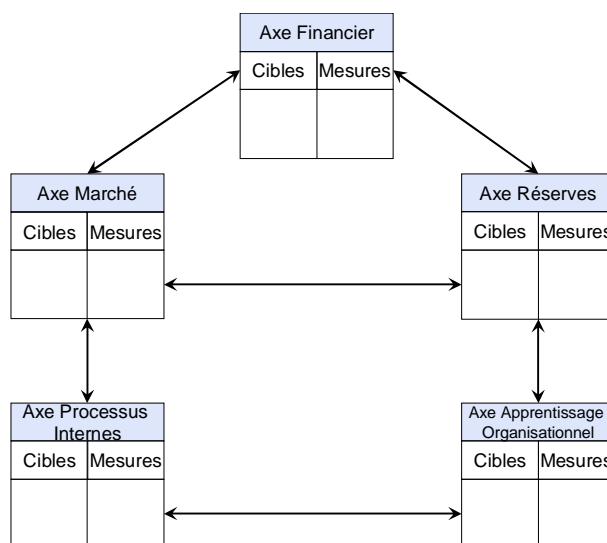 Axe Financier
Cibles Mesures
Axe Marché
Cibles Mesures
Axe Réserves
Cibles Mesures
Axe Processus
Internes
Cibles Mesures
Axe Apprentissage
Organisationnel
Cibles Mesures